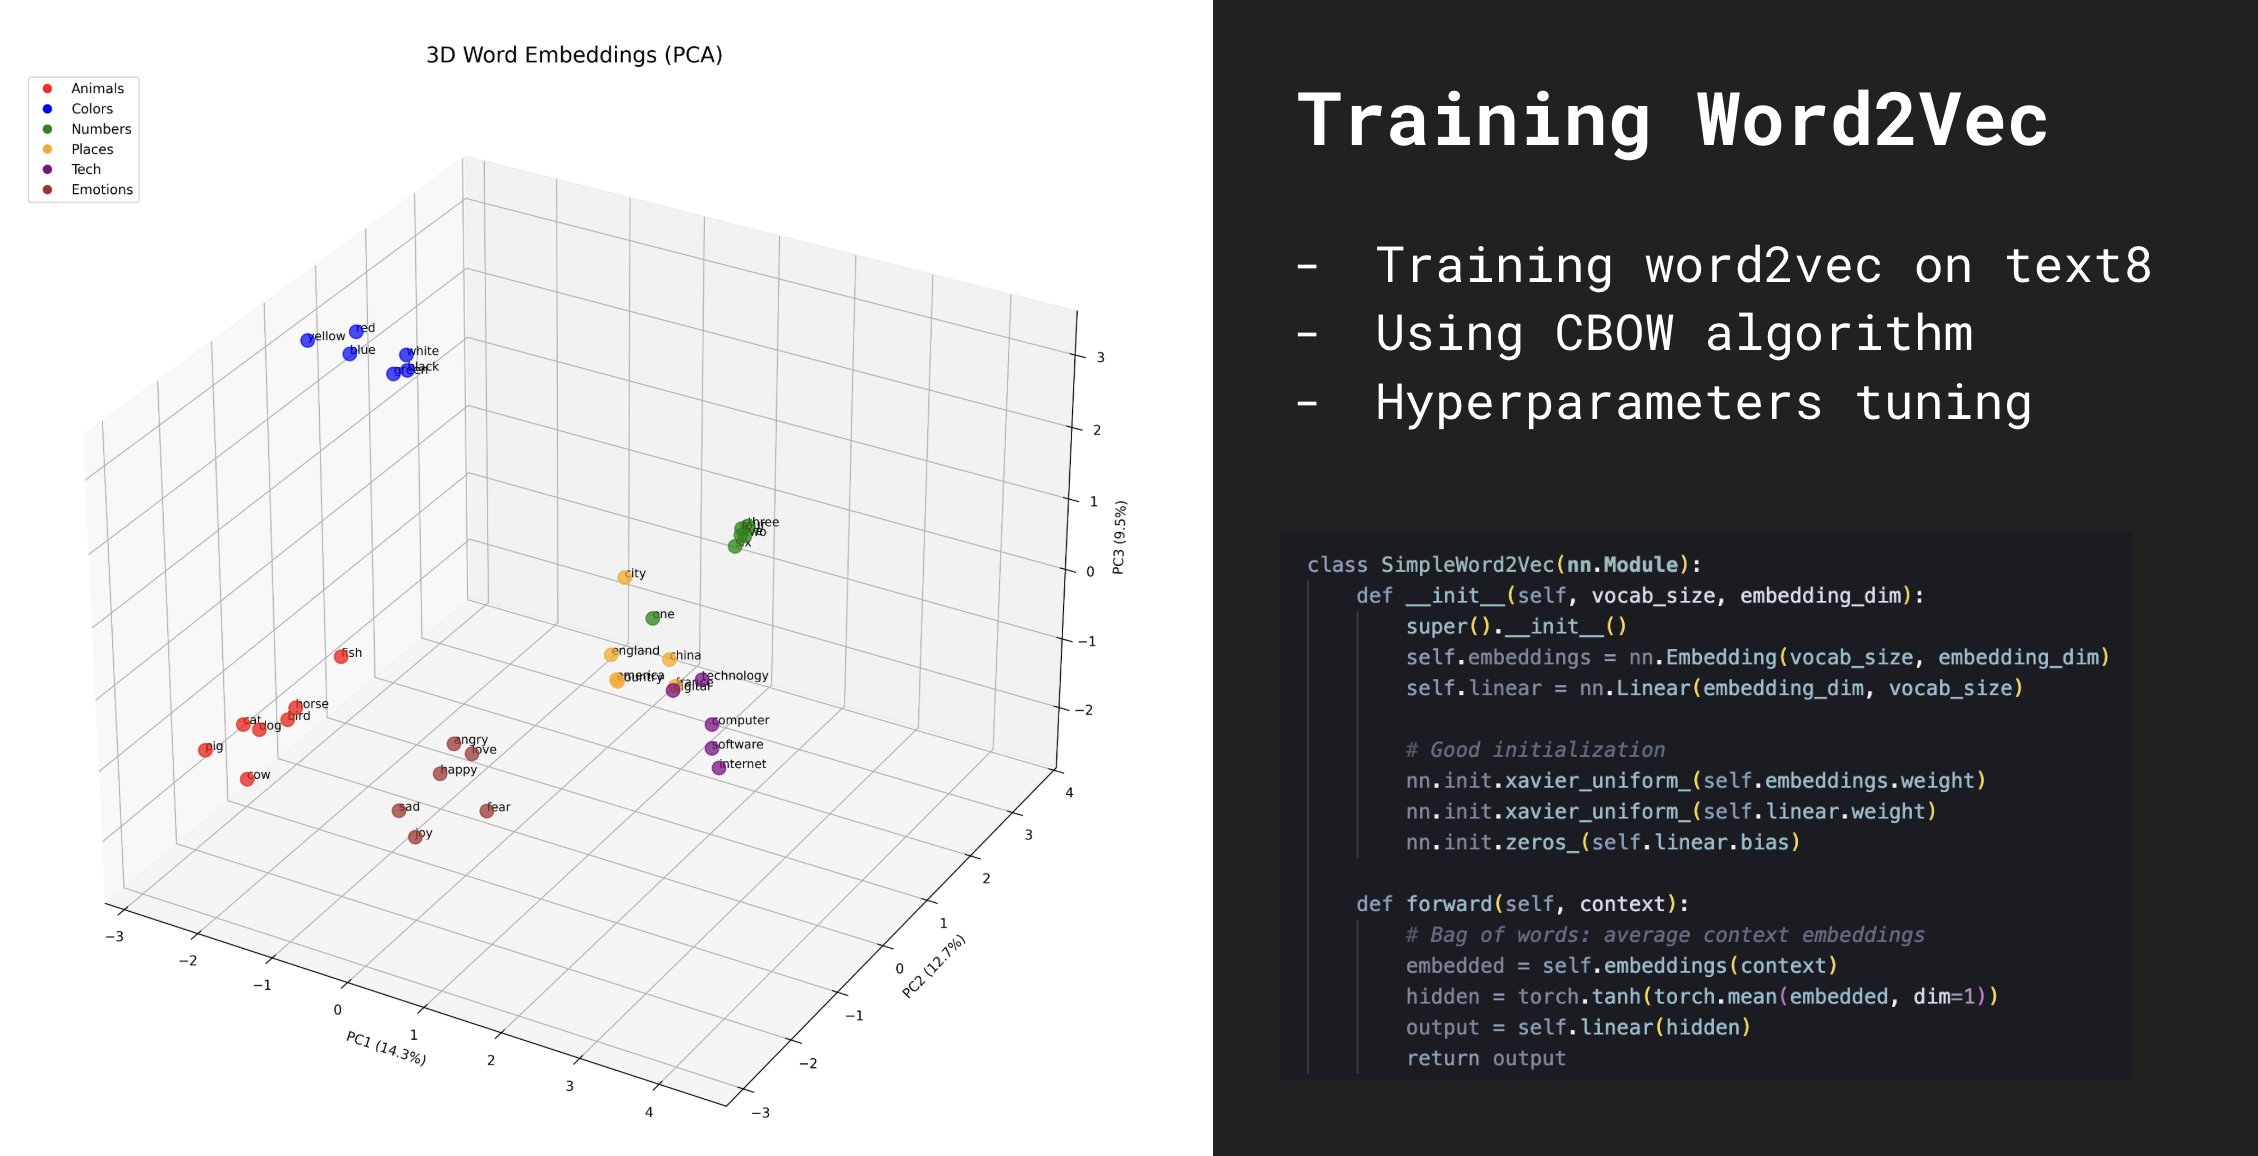 3D Word Embeddings (PCA)
Animals
Colors
Numbers
Places
Tech
Emotions
yellow
red
blue
white
black
green
three
six
city
one
england
china
america
country
france
technology
digital
computer
software
internet
fish
horse
bird
cat
dog
pig
cow
angry
love
happy
sad
fear
joy
3
2
1
0
−1
−2
PC3 (9.5%)
4
3
2
1
0
−1
−2
−3
PC2 (12.7%)
−3
−2
−1
0
1
2
3
4
PC1 (14.3%)
Training Word2Vec
- Training word2vec on text8
- Using CBOW algorithm
- Hyperparameters tuning
class SimpleWord2Vec(nn.Module):
def __init__(self, vocab_size, embedding_dim):
super().__init__()
self.embeddings = nn.Embedding(vocab_size, embedding_dim)
self.linear = nn.Linear(embedding_dim, vocab_size)
# Good initialization
nn.init.xavier_uniform_(self.embeddings.weight)
nn.init.xavier_uniform_(self.linear.weight)
nn.init.zeros_(self.linear.bias)
def forward(self, context):
# Bag of words: average context embeddings
embedded = self.embeddings(context)
hidden = torch.tanh(torch.mean(embedded, dim=1))
output = self.linear(hidden)
return output